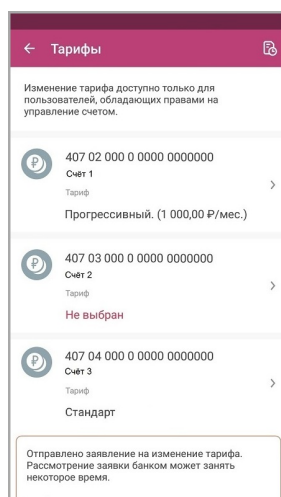 Тарифы
Изменение тарифа доступно только для
пользователей, обладающих правами на
управление счетом.
407 02 000 0 0000 0000000
Счёт 1
Тариф
Прогрессивный. (1 000,00 ₽/мес.)
407 03 000 0 0000 0000000
Счёт 2
Тариф
Не выбран
407 04 000 0 0000 0000000
Счёт 3
Тариф
Стандарт
Отправлено заявление на изменение тарифа.
Рассмотрение заявки банком может занять
некоторое время.